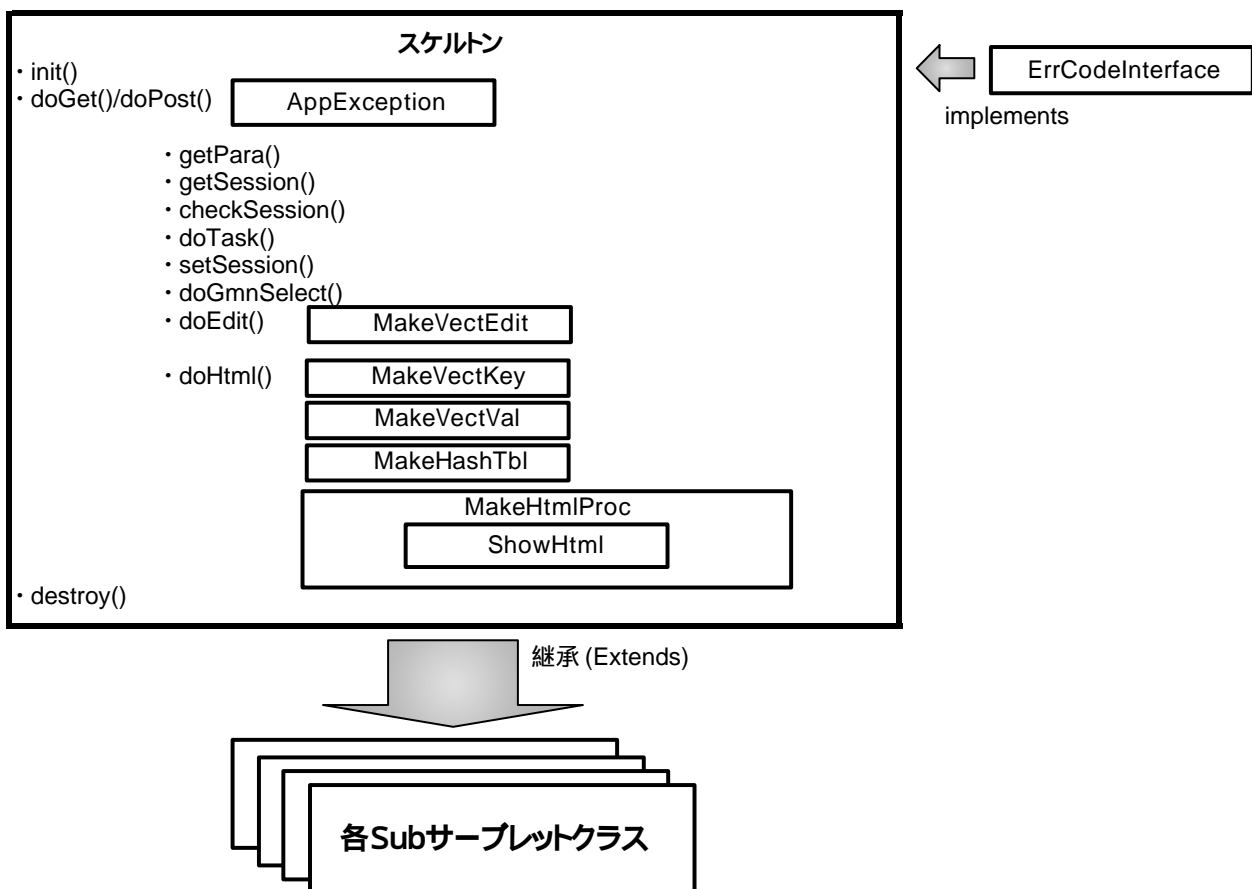 スケルトン
・init()
・doGet()/doPost()
AppException
ErrCodeInterface
implements
・getPara()
・getSession()
・checkSession()
・doTask()
・setSession()
・doGmnSelect()
・doEdit()
MakeVectEdit
・doHtml()
MakeVectKey
MakeVectVal
MakeHashTbl
MakeHtmlProc
ShowHtml
・destroy()
継承 (Extends)
各Subサーブレットクラス